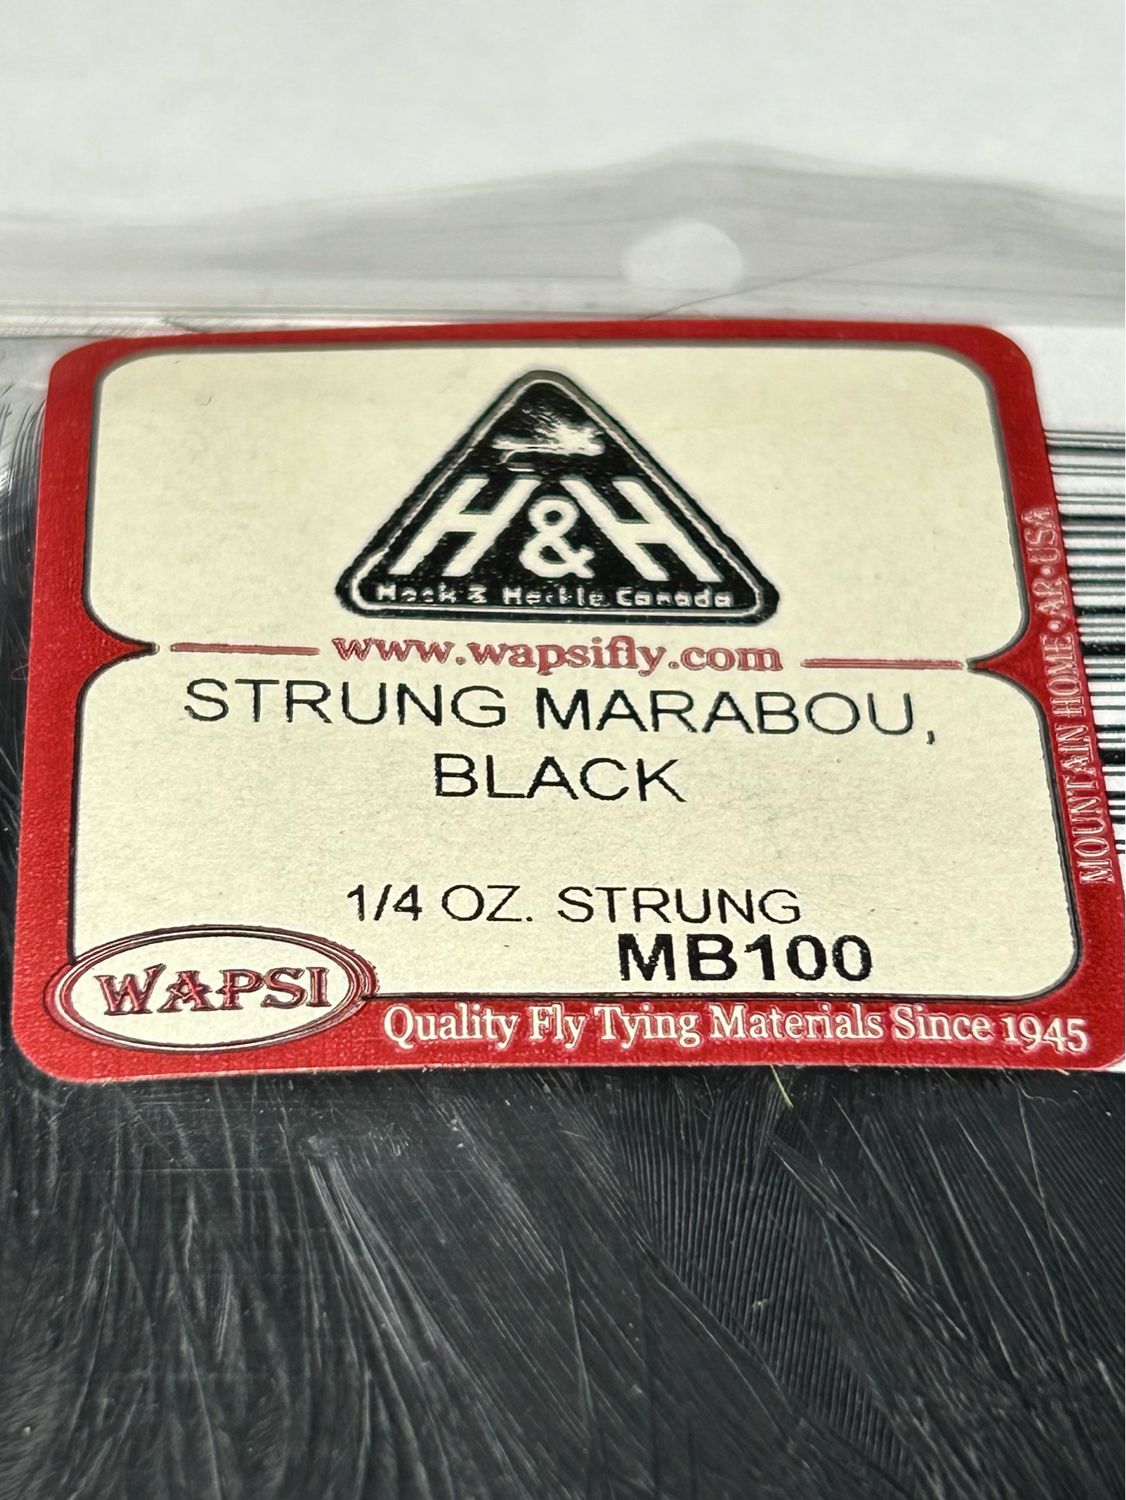 H&H
Hook & Hackle Canada
www.wapsifly.com
STRUNG MARABOU,
BLACK
1/4 OZ. STRUNG
MB100
WAPSI
Quality Fly Tying Materials Since 1945
MOUNTAIN HOME•AR•USA